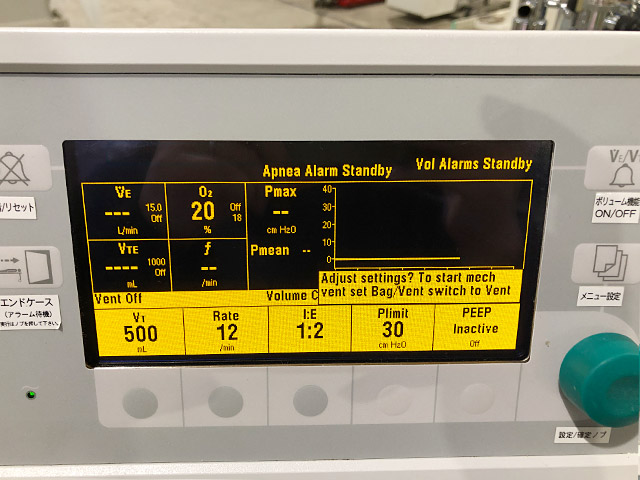 Apnea Alarm Standby
Vol Alarms Standby
V̇E
---
15.0
Off
L/min
O2
20
Off
18
%
Pmax
--
cm H2O
40
30
20
10
0
VTE
----
1000
Off
mL
f
--
/min
Pmean --
Adjust settings? To start mech
vent set Bag/Vent switch to Vent
Vent Off
Volume C
VT
500
mL
Rate
12
/min
I:E
1:2
Plimit
30
cm H2O
PEEP
Inactive
Off
/リセット
エンドケース
(アラーム待機)
V̇E/V
ボリューム機能
ON/OFF
メニュー設定
設定/確定ノブ